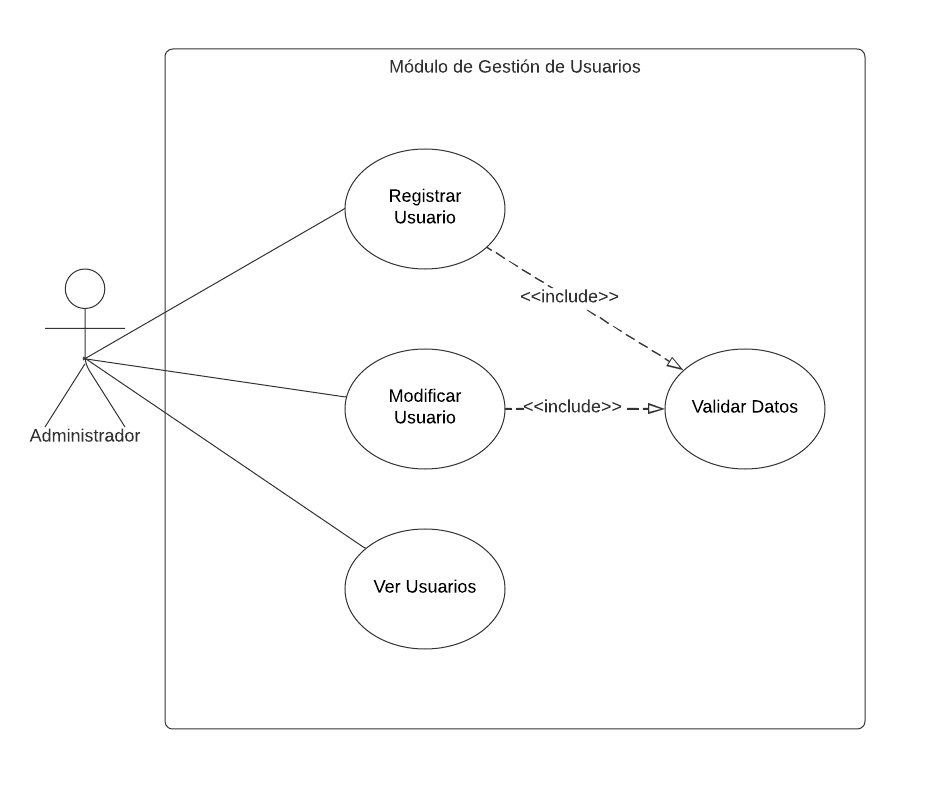 Módulo de Gestión de Usuarios
Registrar
Usuario
<<include>>
Modificar
Usuario
<<include>>
Validar Datos
Administrador
Ver Usuarios